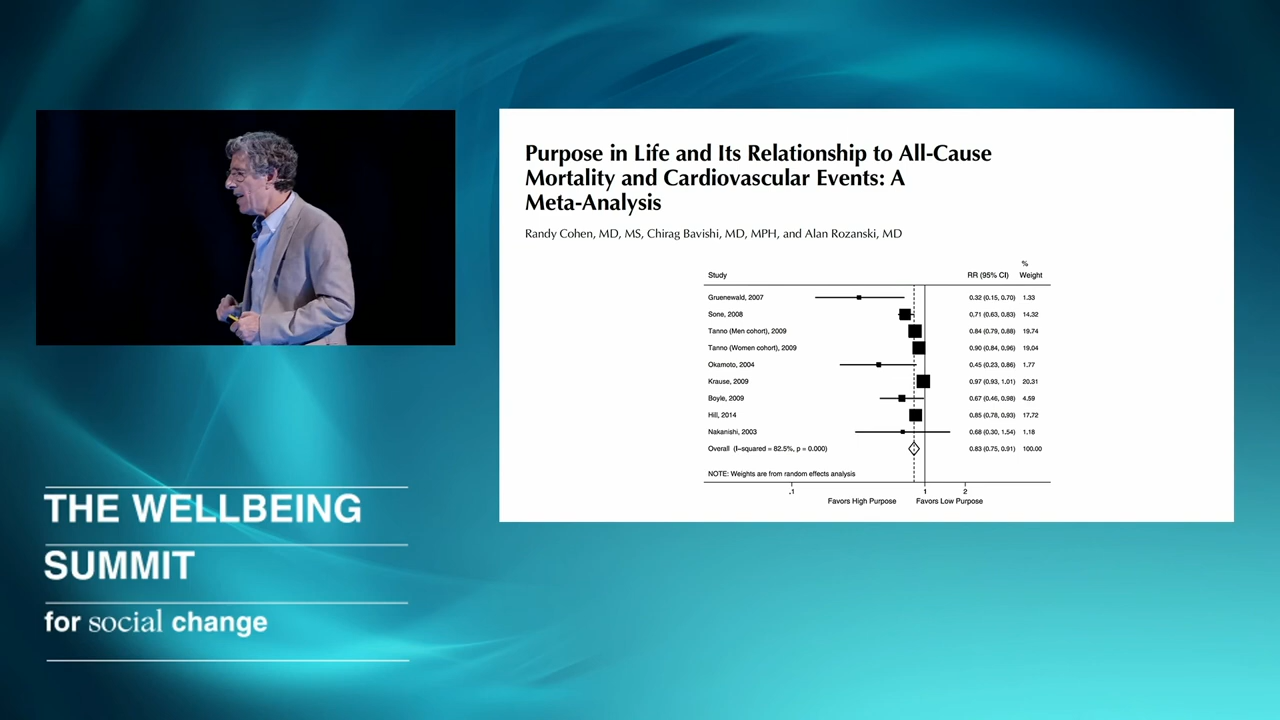 Purpose in Life and Its Relationship to All-Cause
Mortality and Cardiovascular Events: A
Meta-Analysis
Randy Cohen, MD, MS, Chirag Bavishi, MD, MPH, and Alan Rozanski, MD
%
Study RR (95% CI) Weight
Gruenewald, 2007 0.32 (0.15, 0.70) 1.33
Sone, 2008 0.71 (0.63, 0.83) 14.32
Tanno (Men cohort), 2009 0.84 (0.79, 0.88) 19.74
Tanno (Women cohort), 2009 0.90 (0.84, 0.96) 19.04
Okamoto, 2004 0.45 (0.23, 0.86) 1.77
Krause, 2009 0.97 (0.93, 1.01) 20.31
Boyle, 2009 0.67 (0.46, 0.98) 4.59
Hill, 2014 0.85 (0.78, 0.93) 17.72
Nakanishi, 2003 0.68 (0.30, 1.54) 1.18
Overall (I-squared = 82.5%, p = 0.000) 0.83 (0.75, 0.91) 100.00
NOTE: Weights are from random effects analysis
.1 1 2
Favors High Purpose Favors Low Purpose
THE WELLBEING
SUMMIT
for social change